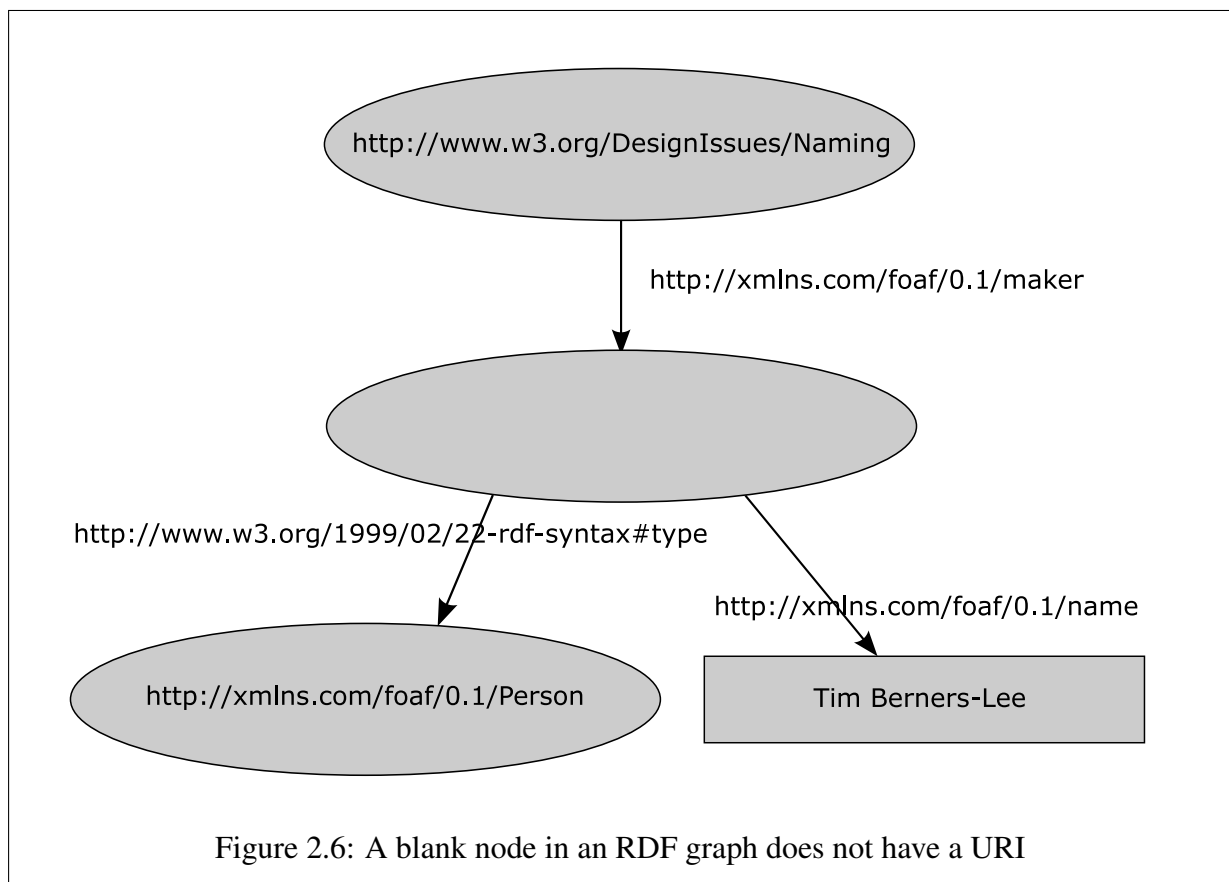 http://www.w3.org/DesignIssues/Naming
http://xmlns.com/foaf/0.1/maker
http://www.w3.org/1999/02/22-rdf-syntax#type
http://xmlns.com/foaf/0.1/name
http://xmlns.com/foaf/0.1/Person
Tim Berners-Lee
Figure 2.6: A blank node in an RDF graph does not have a URI